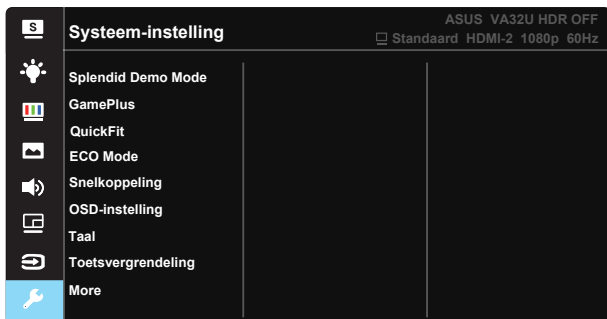 S
Systeem-instelling
ASUS VA32U HDR OFF
Standaard HDMI-2 1080p 60Hz
Splendid Demo Mode
GamePlus
QuickFit
ECO Mode
Snelkoppeling
OSD-instelling
Taal
Toetsvergrendeling
More